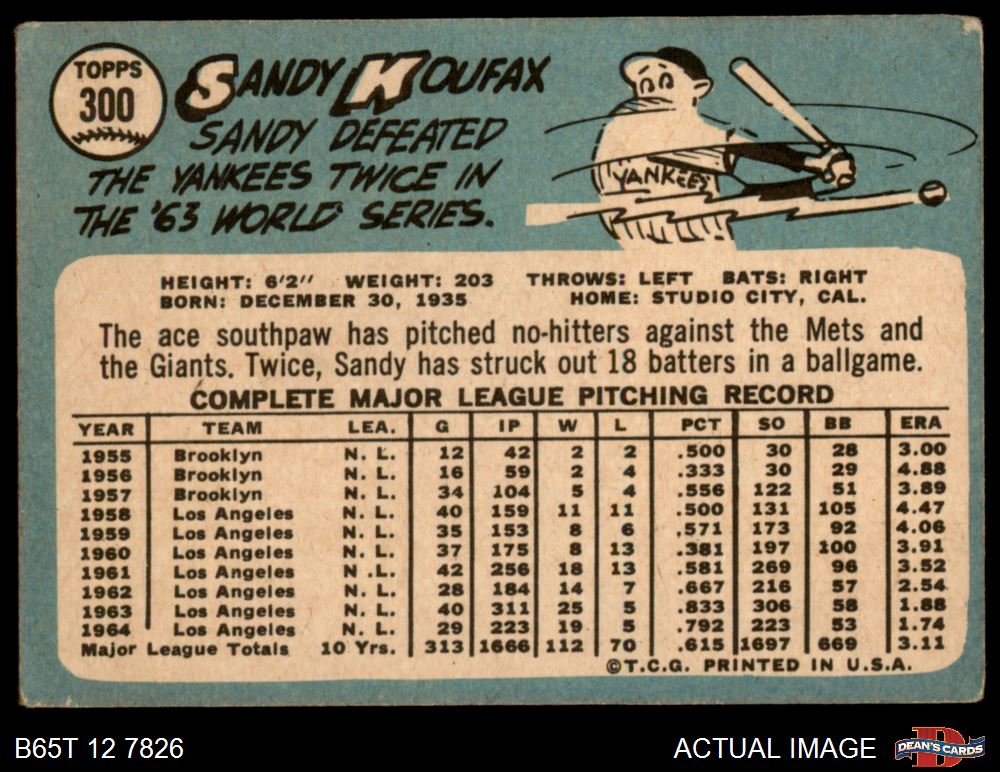 TOPPS
300
SANDY KOUFAX
SANDY DEFEATED
THE YANKEES TWICE IN
THE '63 WORLD SERIES.
YANKEES
HEIGHT: 6'2" WEIGHT: 203 THROWS: LEFT BATS: RIGHT
BORN: DECEMBER 30, 1935 HOME: STUDIO CITY, CAL.
The ace southpaw has pitched no-hitters against the Mets and
the Giants. Twice, Sandy has struck out 18 batters in a ballgame.
COMPLETE MAJOR LEAGUE PITCHING RECORD
YEAR TEAM LEA. G IP W L PCT SO BB ERA
1955 Brooklyn N. L. 12 42 2 2 .500 30 28 3.00
1956 Brooklyn N. L. 16 59 2 4 .333 30 29 4.88
1957 Brooklyn N. L. 34 104 5 4 .556 122 51 3.89
1958 Los Angeles N. L. 40 159 11 11 .500 131 105 4.47
1959 Los Angeles N. L. 35 153 8 6 .571 173 92 4.06
1960 Los Angeles N. L. 37 175 8 13 .381 197 100 3.91
1961 Los Angeles N .L. 42 256 18 13 .581 269 96 3.52
1962 Los Angeles N. L. 28 184 14 7 .667 216 57 2.54
1963 Los Angeles N. L. 40 311 25 5 .833 306 58 1.88
1964 Los Angeles N. L. 29 223 19 5 .792 223 53 1.74
Major League Totals 10 Yrs. 313 1666 112 70 .615 1697 669 3.11
©T.C.G. PRINTED IN U.S.A.
B65T 12 7826 ACTUAL IMAGE D DEAN'S CARDS